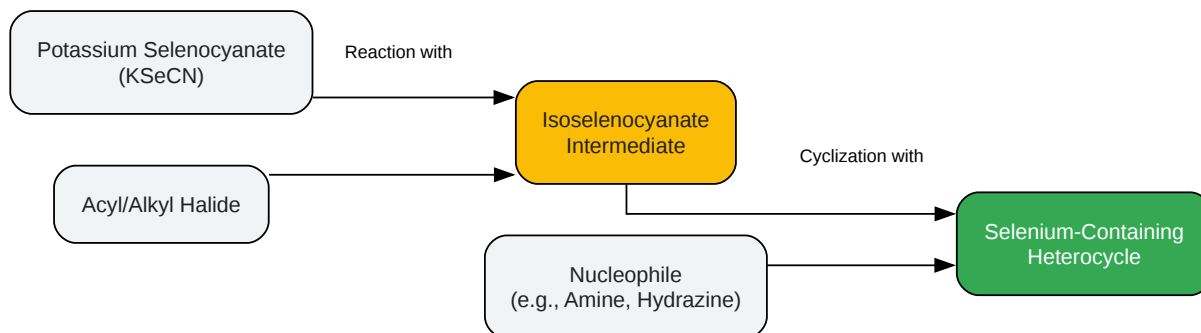 Potassium Selenocyanate
(KSeCN)
Reaction with
Acyl/Alkyl Halide
Isoselenocyanate
Intermediate
Cyclization with
Nucleophile
(e.g., Amine, Hydrazine)
Selenium-Containing
Heterocycle